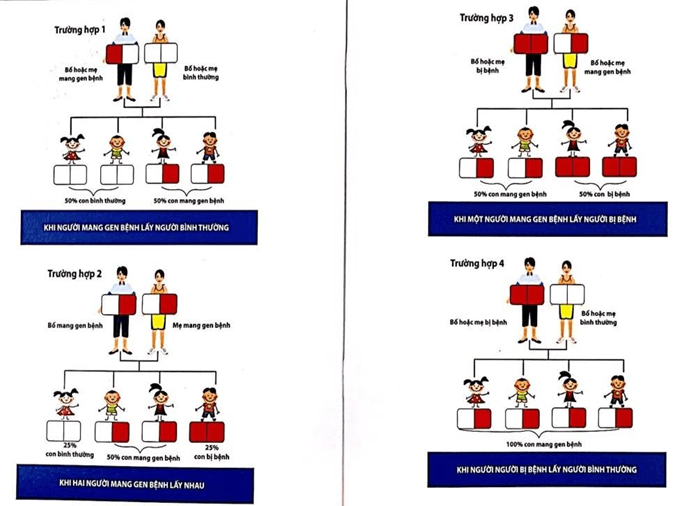 Trường hợp 1
Bố hoặc mẹ
mang gen bệnh
Bố hoặc mẹ
bình thường
50% con bình thường
50% con mang gen bệnh
KHI NGƯỜI MANG GEN BỆNH LẤY NGƯỜI BÌNH THƯỜNG
Trường hợp 2
Bố mang gen bệnh
Mẹ mang gen bệnh
25%
con bình thường
50% con mang gen bệnh
25%
con bị bệnh
KHI HAI NGƯỜI MANG GEN BỆNH LẤY NHAU
Trường hợp 3
Bố hoặc mẹ
bị bệnh
Bố hoặc mẹ
mang gen bệnh
50% con mang gen bệnh
50% con bị bệnh
KHI MỘT NGƯỜI MANG GEN BỆNH LẤY NGƯỜI BỊ BỆNH
Trường hợp 4
Bố hoặc mẹ bị bệnh
Bố hoặc mẹ
bình thường
100% con mang gen bệnh
KHI NGƯỜI NGƯỜI BỊ BỆNH LẤY NGƯỜI BÌNH THƯỜNG